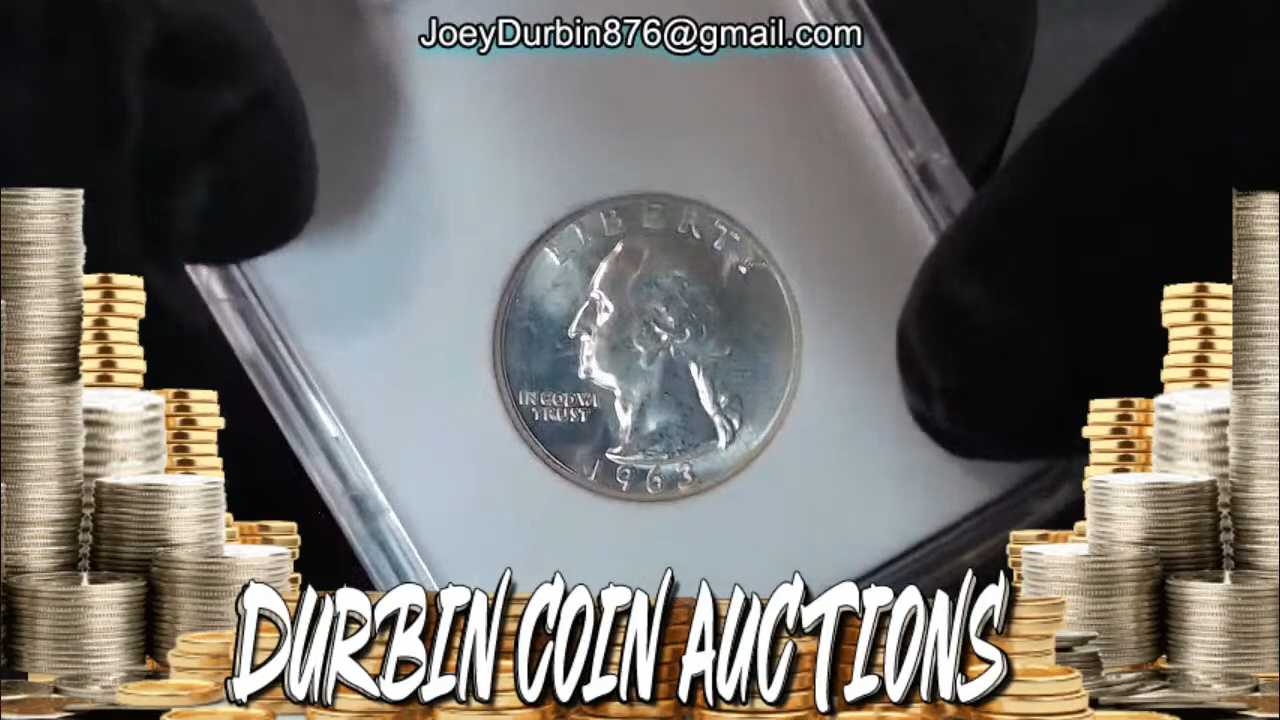 JoeyDurbin876@gmail.com
LIBERTY
IN GOD WE
TRUST
1963
DURBIN COIN AUCTIONS